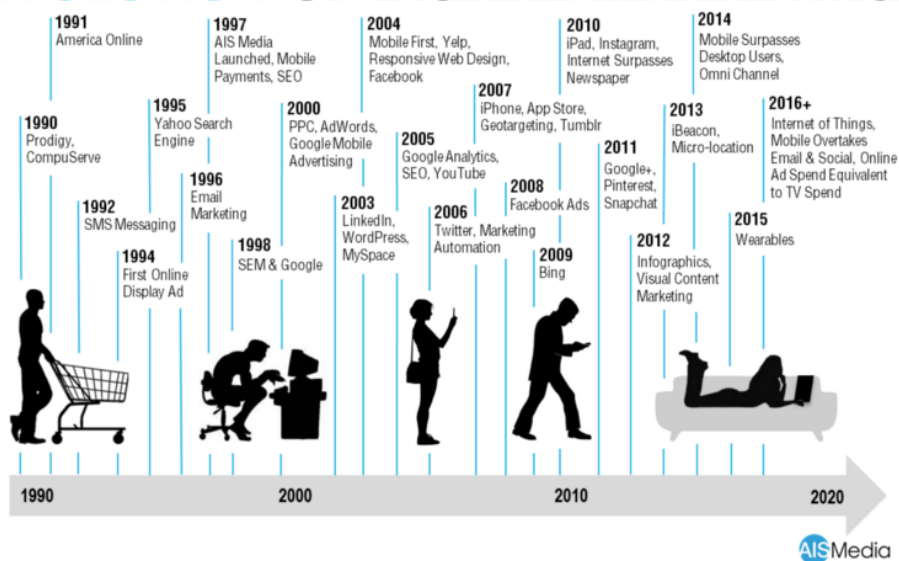 1991
America Online
1997
AIS Media
Launched, Mobile
Payments, SEO
2004
Mobile First, Yelp,
Responsive Web Design,
Facebook
2010
iPad, Instagram,
Internet Surpasses
Newspaper
2014
Mobile Surpasses
Desktop Users,
Omni Channel
1990
Prodigy,
CompuServe
1995
Yahoo Search
Engine
2000
PPC, AdWords,
Google Mobile
Advertising
2005
Google Analytics,
SEO, YouTube
2007
iPhone, App Store,
Geotargeting, Tumblr
2011
Google+,
Pinterest,
Snapchat
2013
iBeacon,
Micro-location
2016+
Internet of Things,
Mobile Overtakes
Email & Social, Online
Ad Spend Equivalent
to TV Spend
1992
SMS Messaging
1996
Email
Marketing
2003
LinkedIn,
WordPress,
MySpace
2006
Twitter, Marketing
Automation
2008
Facebook Ads
2015
Wearables
1994
First Online
Display Ad
1998
SEM & Google
2009
Bing
2012
Infographics,
Visual Content
Marketing
1990
2000
2010
2020
AISMedia